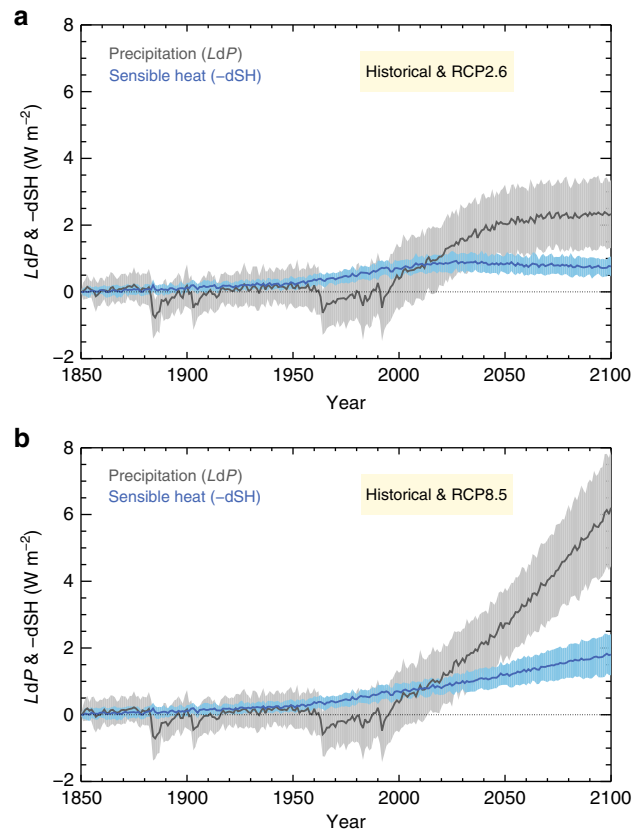 a
8
6
4
2
0
−2
LdP & −dSH (W m−2)
Precipitation (LdP)
Sensible heat (−dSH)
Historical & RCP2.6
1850 1900 1950 2000 2050 2100
Year
b
8
6
4
2
0
−2
LdP & −dSH (W m−2)
Precipitation (LdP)
Sensible heat (−dSH)
Historical & RCP8.5
1850 1900 1950 2000 2050 2100
Year